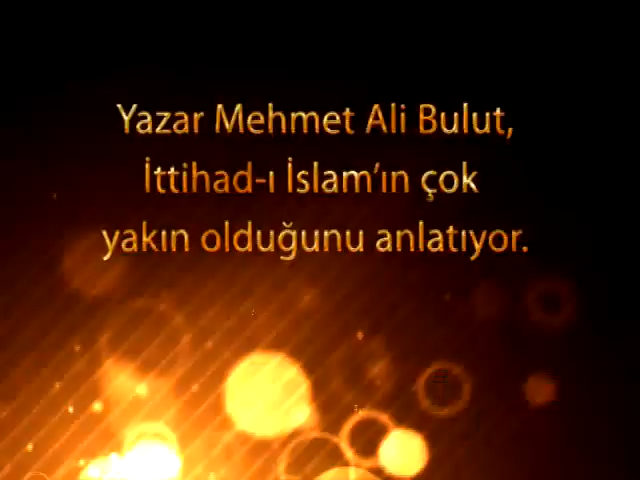 Yazar Mehmet Ali Bulut,
İttihad-ı İslam'ın çok
yakın olduğunu anlatıyor.